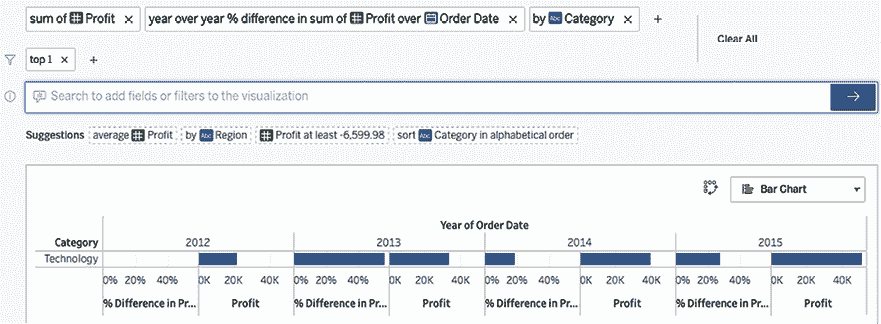 sum of Profit × year over year % difference in sum of Profit over Order Date × by Abc Category × +
Clear All
top 1 × +
Search to add fields or filters to the visualization
Suggestions average Profit by Abc Region Profit at least -6,599.98 sort Abc Category in alphabetical order
Bar Chart
Year of Order Date
Category 2012 2013 2014 2015
Technology
0% 20% 40% 0K 20K 40K 0% 20% 40% 0K 20K 40K 0% 20% 40% 0K 20K 40K 0% 20% 40% 0K 20K 40K
% Difference in Pr... Profit % Difference in Pr... Profit % Difference in Pr... Profit % Difference in Pr... Profit